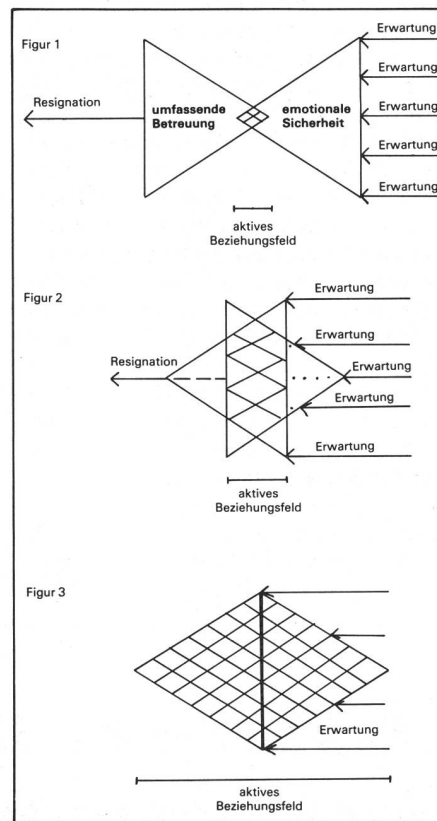 Figur 1
Erwartung
Erwartung
Resignation
umfassende
Betreuung
emotionale
Sicherheit
Erwartung
Erwartung
Erwartung
aktives
Beziehungsfeld
Figur 2
Erwartung
Erwartung
Resignation
Erwartung
Erwartung
Erwartung
aktives
Beziehungsfeld
Figur 3
Erwartung
aktives
Beziehungsfeld